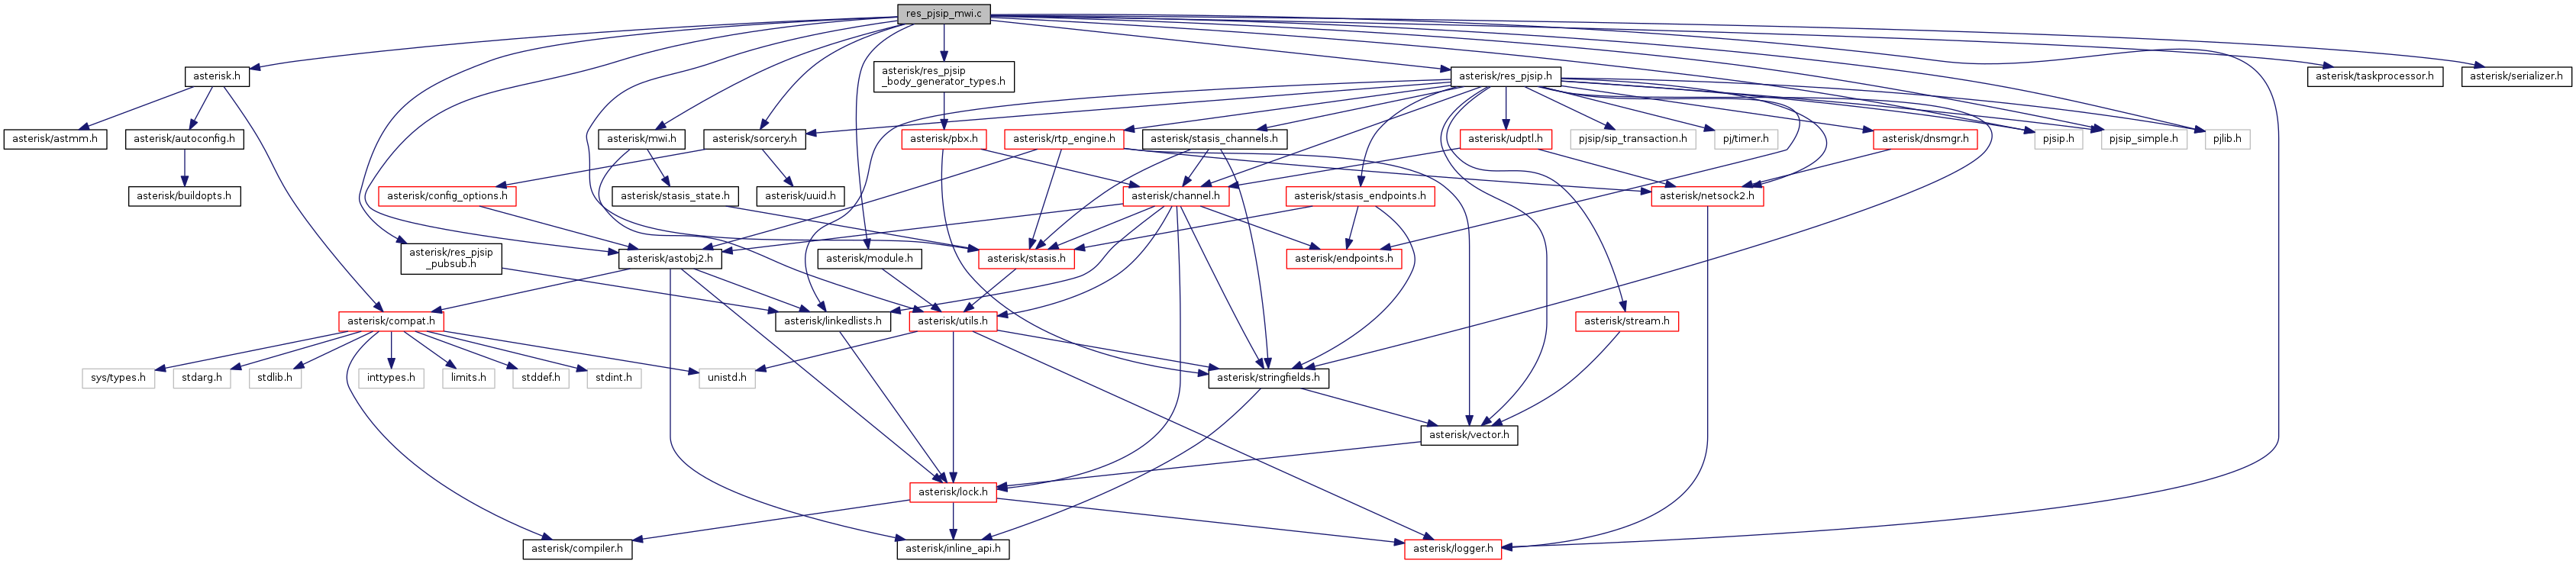 res_pjsip_mwi.c
asterisk.h
asterisk/res_pjsip
_body_generator_types.h
asterisk/res_pjsip.h
asterisk/taskprocessor.h
asterisk/serializer.h
asterisk/astmm.h
asterisk/autoconfig.h
asterisk/mwi.h
asterisk/sorcery.h
asterisk/pbx.h
asterisk/rtp_engine.h
asterisk/stasis_channels.h
asterisk/udptl.h
pjsip/sip_transaction.h
pj/timer.h
asterisk/dnsmgr.h
pjsip.h
pjsip_simple.h
pjlib.h
asterisk/buildopts.h
asterisk/config_options.h
asterisk/stasis_state.h
asterisk/uuid.h
asterisk/channel.h
asterisk/stasis_endpoints.h
asterisk/netsock2.h
asterisk/res_pjsip
_pubsub.h
asterisk/astobj2.h
asterisk/module.h
asterisk/stasis.h
asterisk/endpoints.h
asterisk/compat.h
asterisk/linkedlists.h
asterisk/utils.h
asterisk/stream.h
sys/types.h
stdarg.h
stdlib.h
inttypes.h
limits.h
stddef.h
stdint.h
unistd.h
asterisk/stringfields.h
asterisk/vector.h
asterisk/lock.h
asterisk/compiler.h
asterisk/inline_api.h
asterisk/logger.h